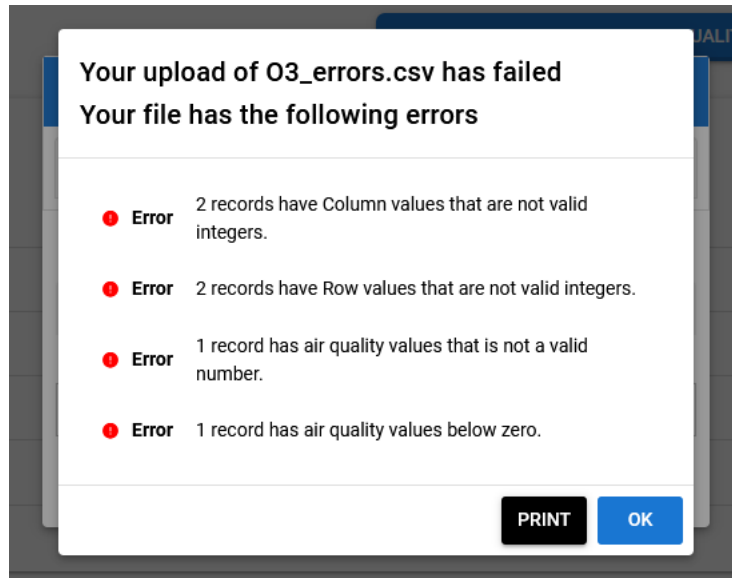 Your upload of O3_errors.csv has failed
Your file has the following errors
Error 2 records have Column values that are not valid
integers.
Error 2 records have Row values that are not valid integers.
Error 1 record has air quality values that is not a valid
number.
Error 1 record has air quality values below zero.
PRINT OK